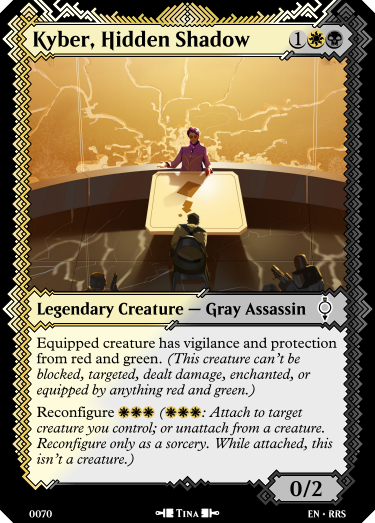 Kyber, Hidden Shadow 1
Legendary Creature — Gray Assassin
Equipped creature has vigilance and protection
from red and green. (This creature can't be
blocked, targeted, dealt damage, enchanted, or
equipped by anything red and green.)
Reconfigure (: Attach to target
creature you control; or unattach from a creature.
Reconfigure only as a sorcery. While attached, this
isn't a creature.)
0/2
0070 TINA EN • RRS